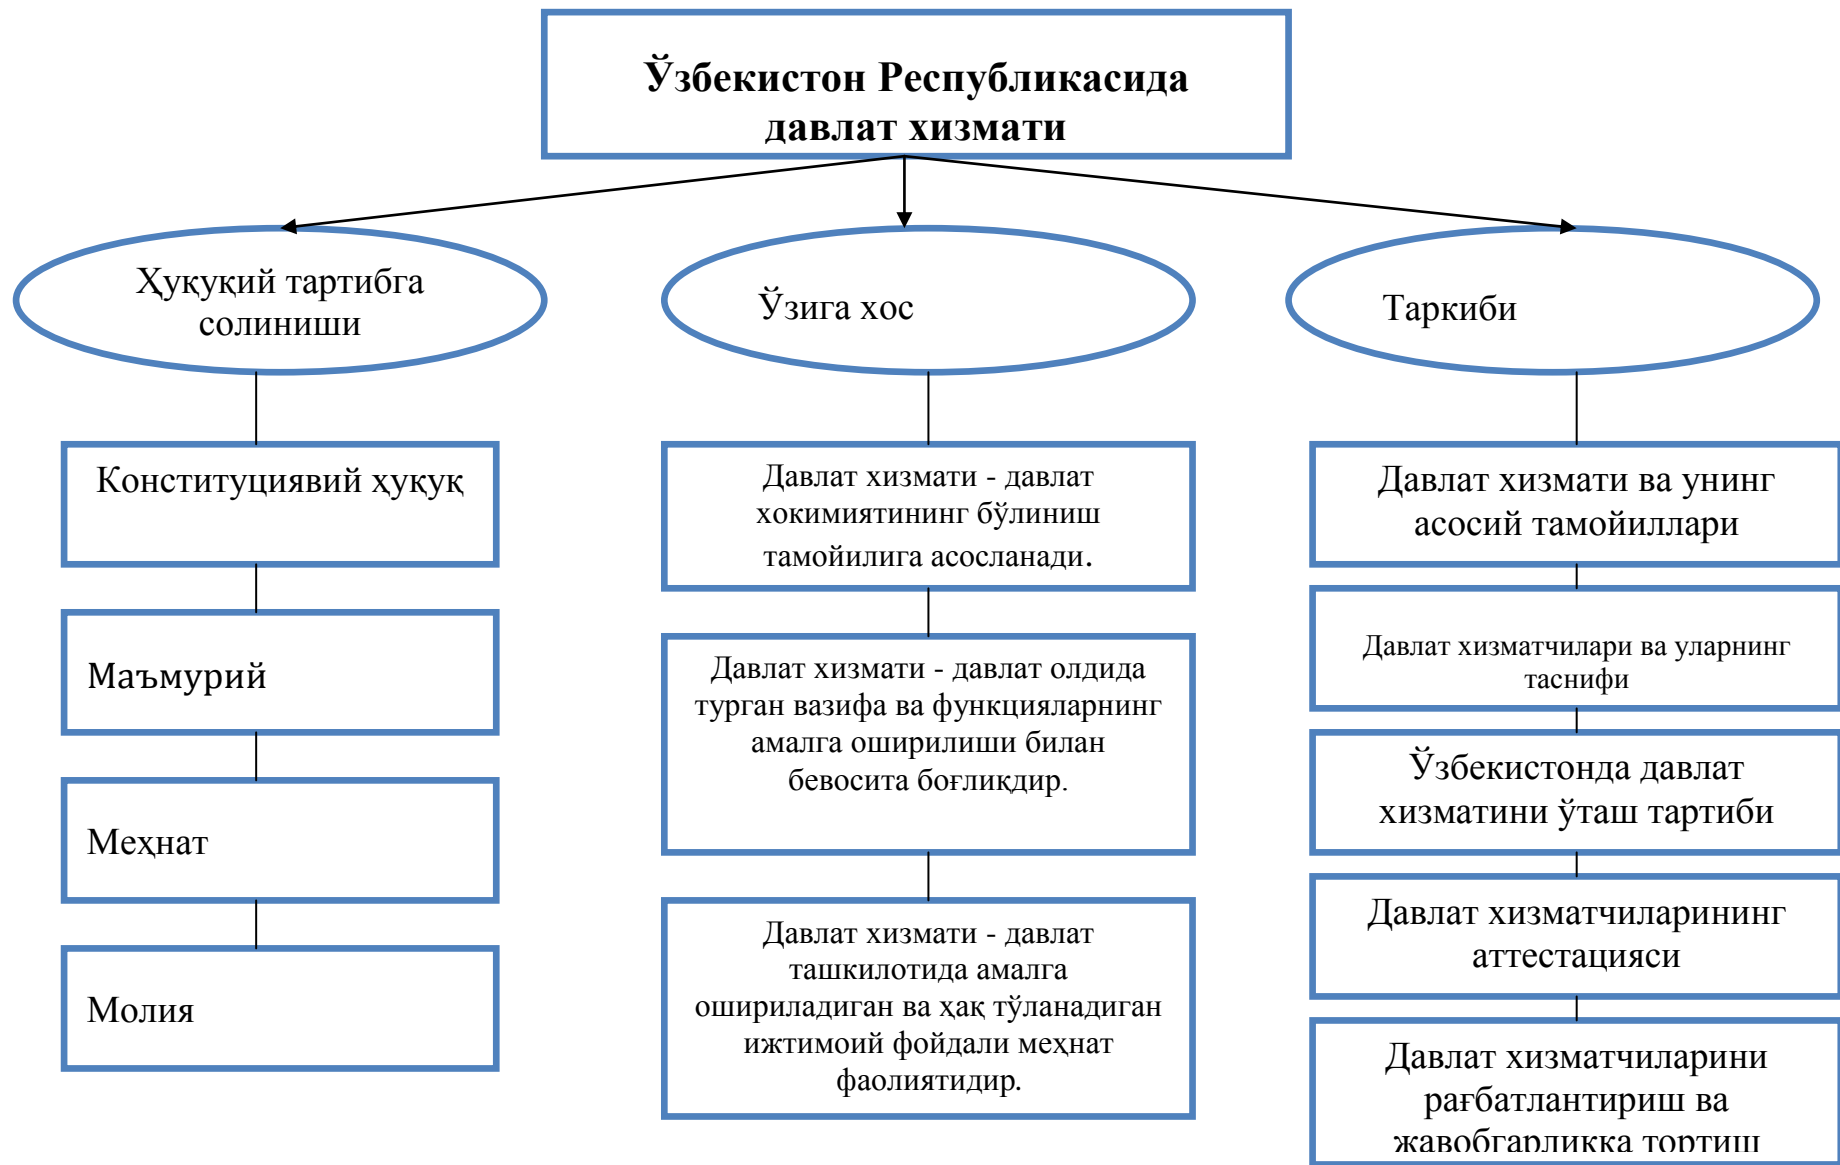 Ўзбекистон Республикасида
давлат хизмати
Ҳуқуқий тартибга
солиниши
Ўзига хос
Таркиби
Конституциявий ҳуқуқ
Маъмурий
Меҳнат
Молия
Давлат хизмати - давлат
хокимиятининг бўлиниш
тамойилига асосланади.
Давлат хизмати - давлат олдида
турган вазифа ва функцияларнинг
амалга оширилиши билан
бевосита боғлиқдир.
Давлат хизмати - давлат
ташкилотида амалга
ошириладиган ва ҳақ тўланадиган
ижтимоий фойдали меҳнат
фаолиятидир.
Давлат хизмати ва унинг
асосий тамойиллари
Давлат хизматчилари ва уларнинг
таснифи
Ўзбекистонда давлат
хизматини ўташ тартиби
Давлат хизматчиларининг
аттестацияси
Давлат хизматчиларини
рағбатлантириш ва
жавобгарликка тортиш